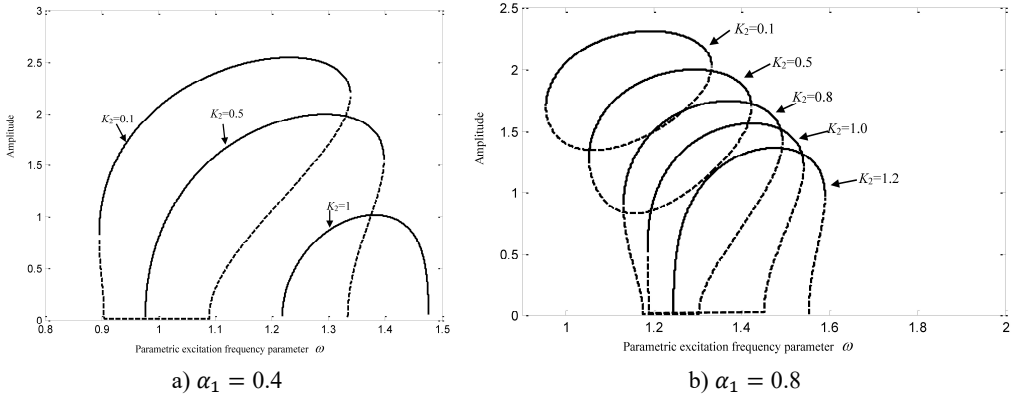 3
2.5
2
1.5
1
0.5
0
0.8 0.9 1 1.1 1.2 1.3 1.4 1.5
Amplitude
K₂=0.1
K₂=0.5
K₂=1
Parametric excitation frequency parameter ω
a) α₁ = 0.4
2.5
2
1.5
1
0.5
0
1 1.2 1.4 1.6 1.8 2
Amplitude
K₂=0.1
K₂=0.5
K₂=0.8
K₂=1.0
K₂=1.2
Parametric excitation frequency parameter ω
b) α₁ = 0.8